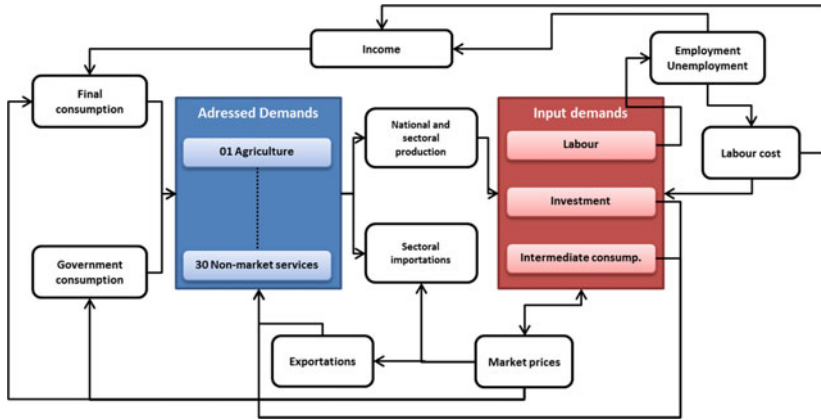 Income
Employment
Unemployment
Final
consumption
Adressed Demands
01 Agriculture
30 Non-market services
National and
sectoral
production
Input demands
Labour
Investment
Intermediate consump.
Labour cost
Government
consumption
Sectoral
importations
Exportations
Market prices